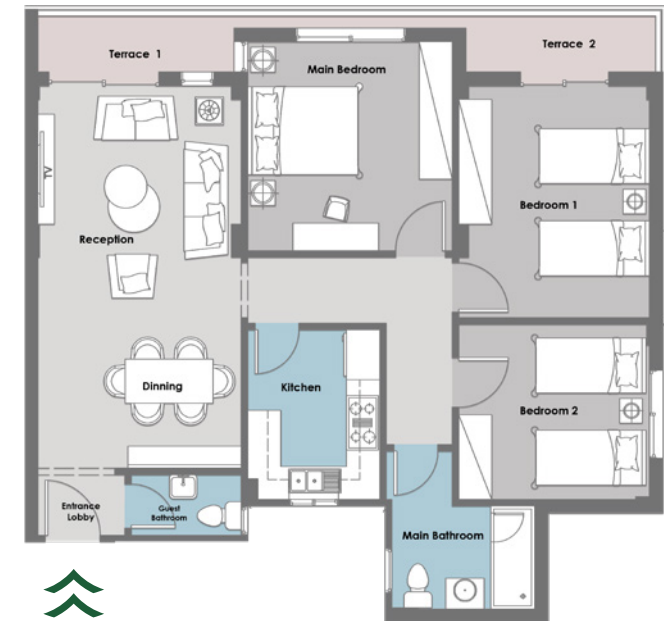 Terrace 1
Terrace 2
Main Bedroom
TV
Bedroom 1
Reception
Dinning
Kitchen
Bedroom 2
Entrance
Lobby
Guest
Bathroom
Main Bathroom